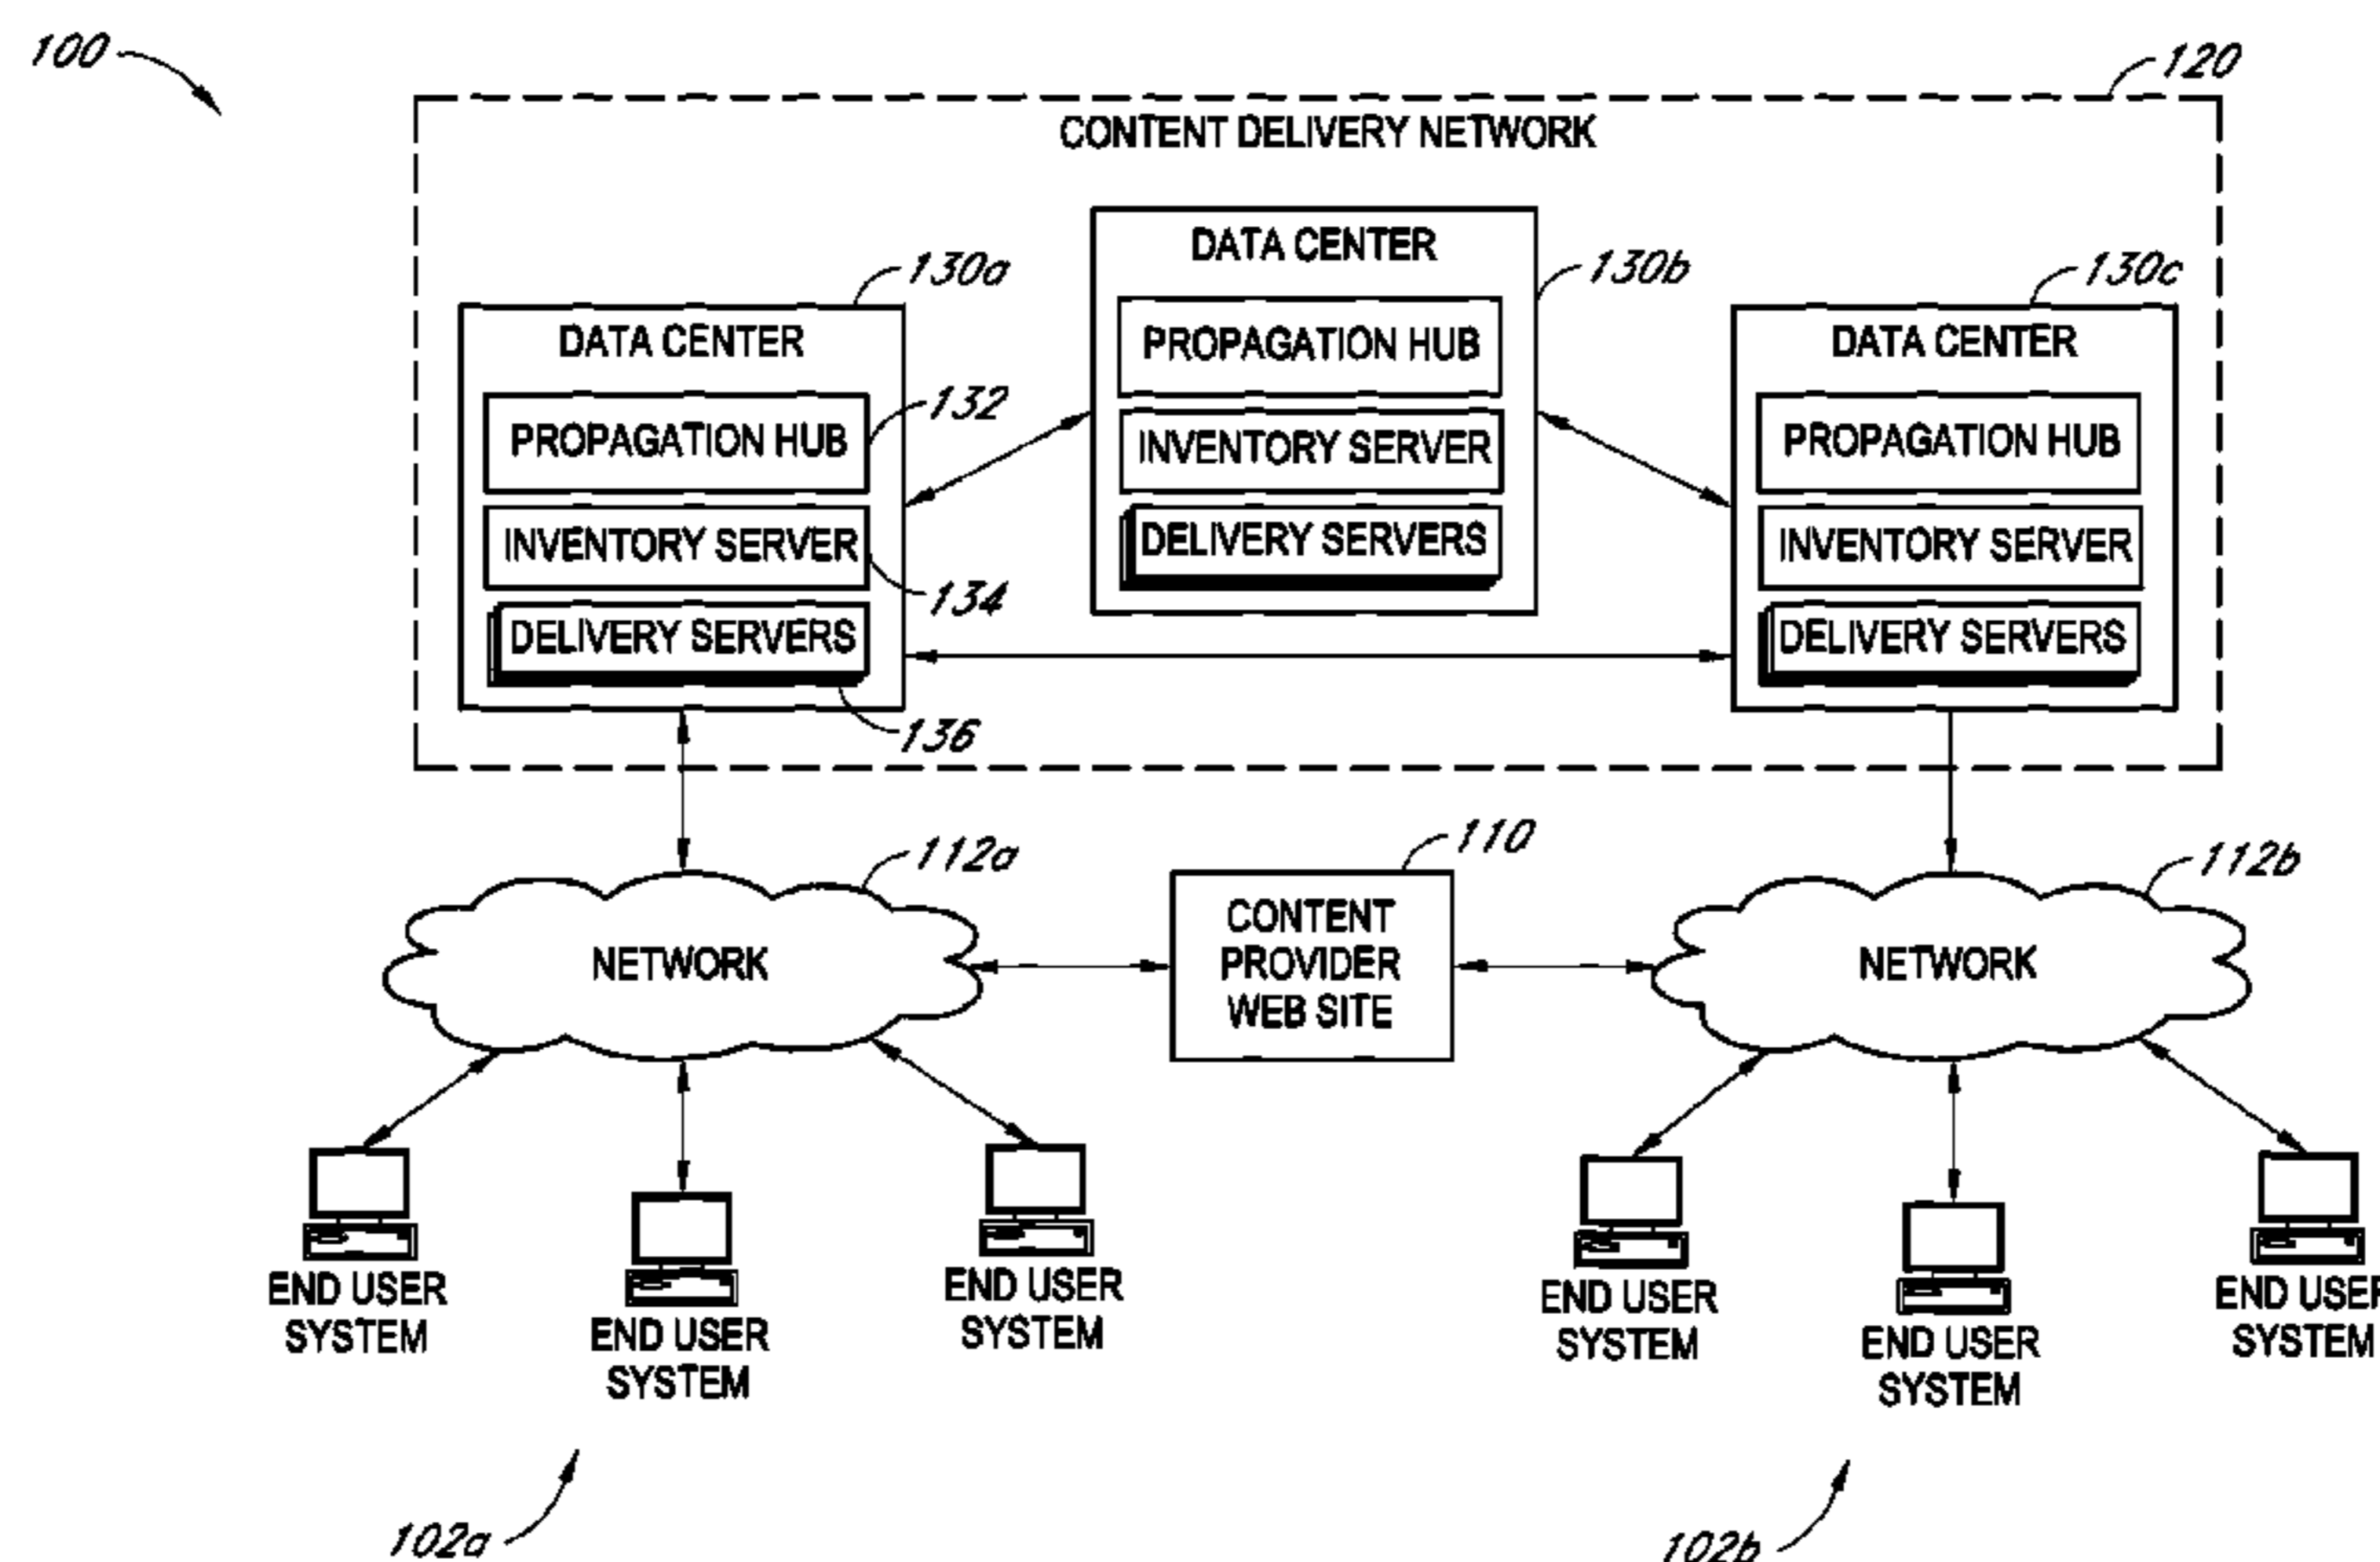 100
120
CONTENT DELIVERY NETWORK
130a
DATA CENTER
PROPAGATION HUB
132
INVENTORY SERVER
134
DELIVERY SERVERS
136
DATA CENTER
130b
PROPAGATION HUB
INVENTORY SERVER
DELIVERY SERVERS
130c
DATA CENTER
PROPAGATION HUB
INVENTORY SERVER
DELIVERY SERVERS
112a
NETWORK
110
CONTENT
PROVIDER
WEB SITE
112b
NETWORK
END USER
SYSTEM
END USER
SYSTEM
END USER
SYSTEM
END USER
SYSTEM
END USER
SYSTEM
END USER
SYSTEM
102a
102b